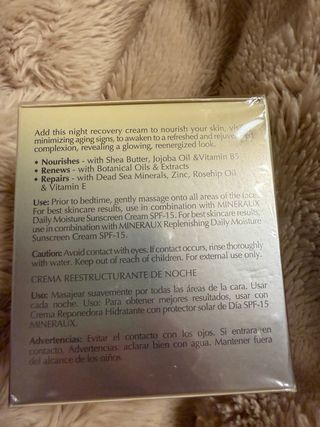 Add this night recovery cream to nourish your skin,
minimizing aging signs, to awaken to a refreshed and
complexion, revealing a glowing, reenergized look.
• Nourishes - with Shea Butter, Jojoba Oil &Vitamin B5
• Renews - with Botanical Oils & Extracts
• Repairs - with Dead Sea Minerals, Zinc, Rosehip Oil
& Vitamin E
Use: Prior to bedtime, gently massage onto all areas of the face.
For best skincare results, use in combination with MINERAUX
Daily Moisture Sunscreen Cream SPF-15. For best skincare results,
use in combination with MINERAUX Replenishing Daily Moisture
Sunscreen Cream SPF-15.
Caution: Avoid contact with eyes. If contact occurs, rinse thoroughly
with water. Keep out of reach of children. For external use only.
CREMA REESTRUCTURANTE DE NOCHE
Uso: Masajear suavemente por todas las áreas de la cara. Usar
cada noche. Uso: Para obtener mejores resultados, usar con
Crema Reponedora Hidratante con protector solar de Día SPF-15
MINERAUX.
Advertencias: Evitar el contacto con los ojos. Si entrara en
contacto. Advertencias: aclarar bien con agua. Mantener fuera
del alcance de los niños.